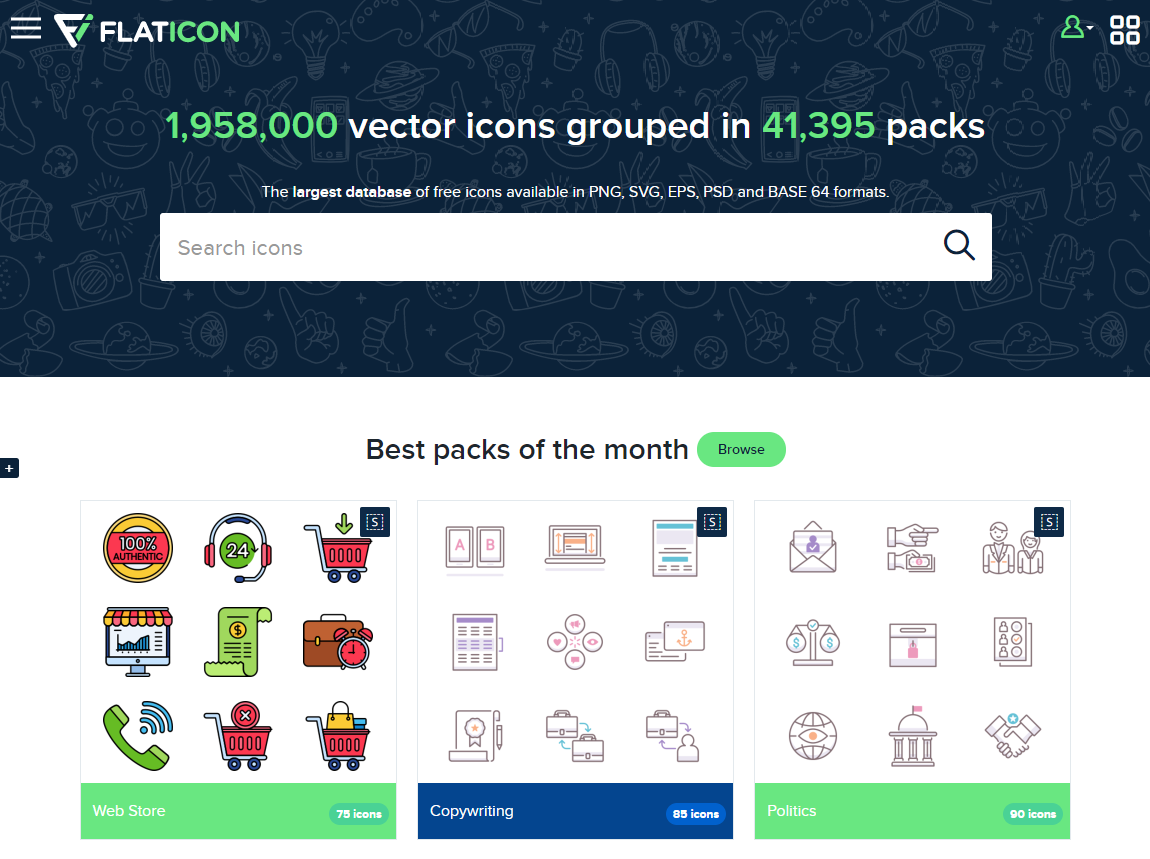 FLATICON
1,958,000 vector icons grouped in 41,395 packs
The largest database of free icons available in PNG, SVG, EPS, PSD and BASE 64 formats.
Search icons
Best packs of the month
Browse
+
100%
AUTHENTIC
24
S
A B
S
S
$
$ $
Web Store
75 icons
Copywriting
85 icons
Politics
90 icons